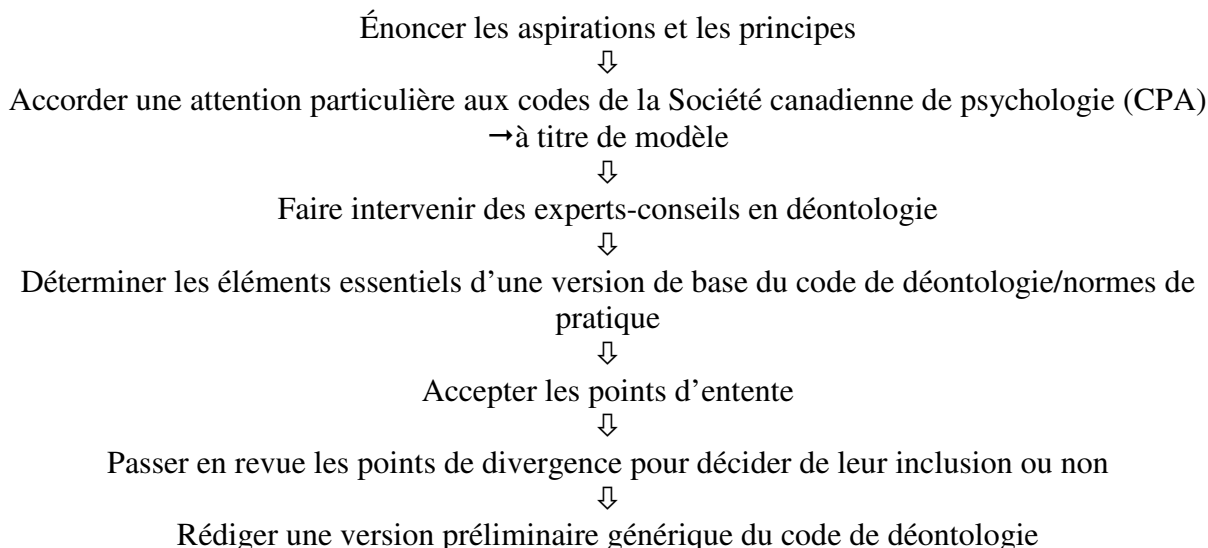 Énoncer les aspirations et les principes
⇩
Accorder une attention particulière aux codes de la Société canadienne de psychologie (CPA)
→à titre de modèle
⇩
Faire intervenir des experts-conseils en déontologie
⇩
Déterminer les éléments essentiels d’une version de base du code de déontologie/normes de
pratique
⇩
Accepter les points d’entente
⇩
Passer en revue les points de divergence pour décider de leur inclusion ou non
⇩
Rédiger une version préliminaire générique du code de déontologie